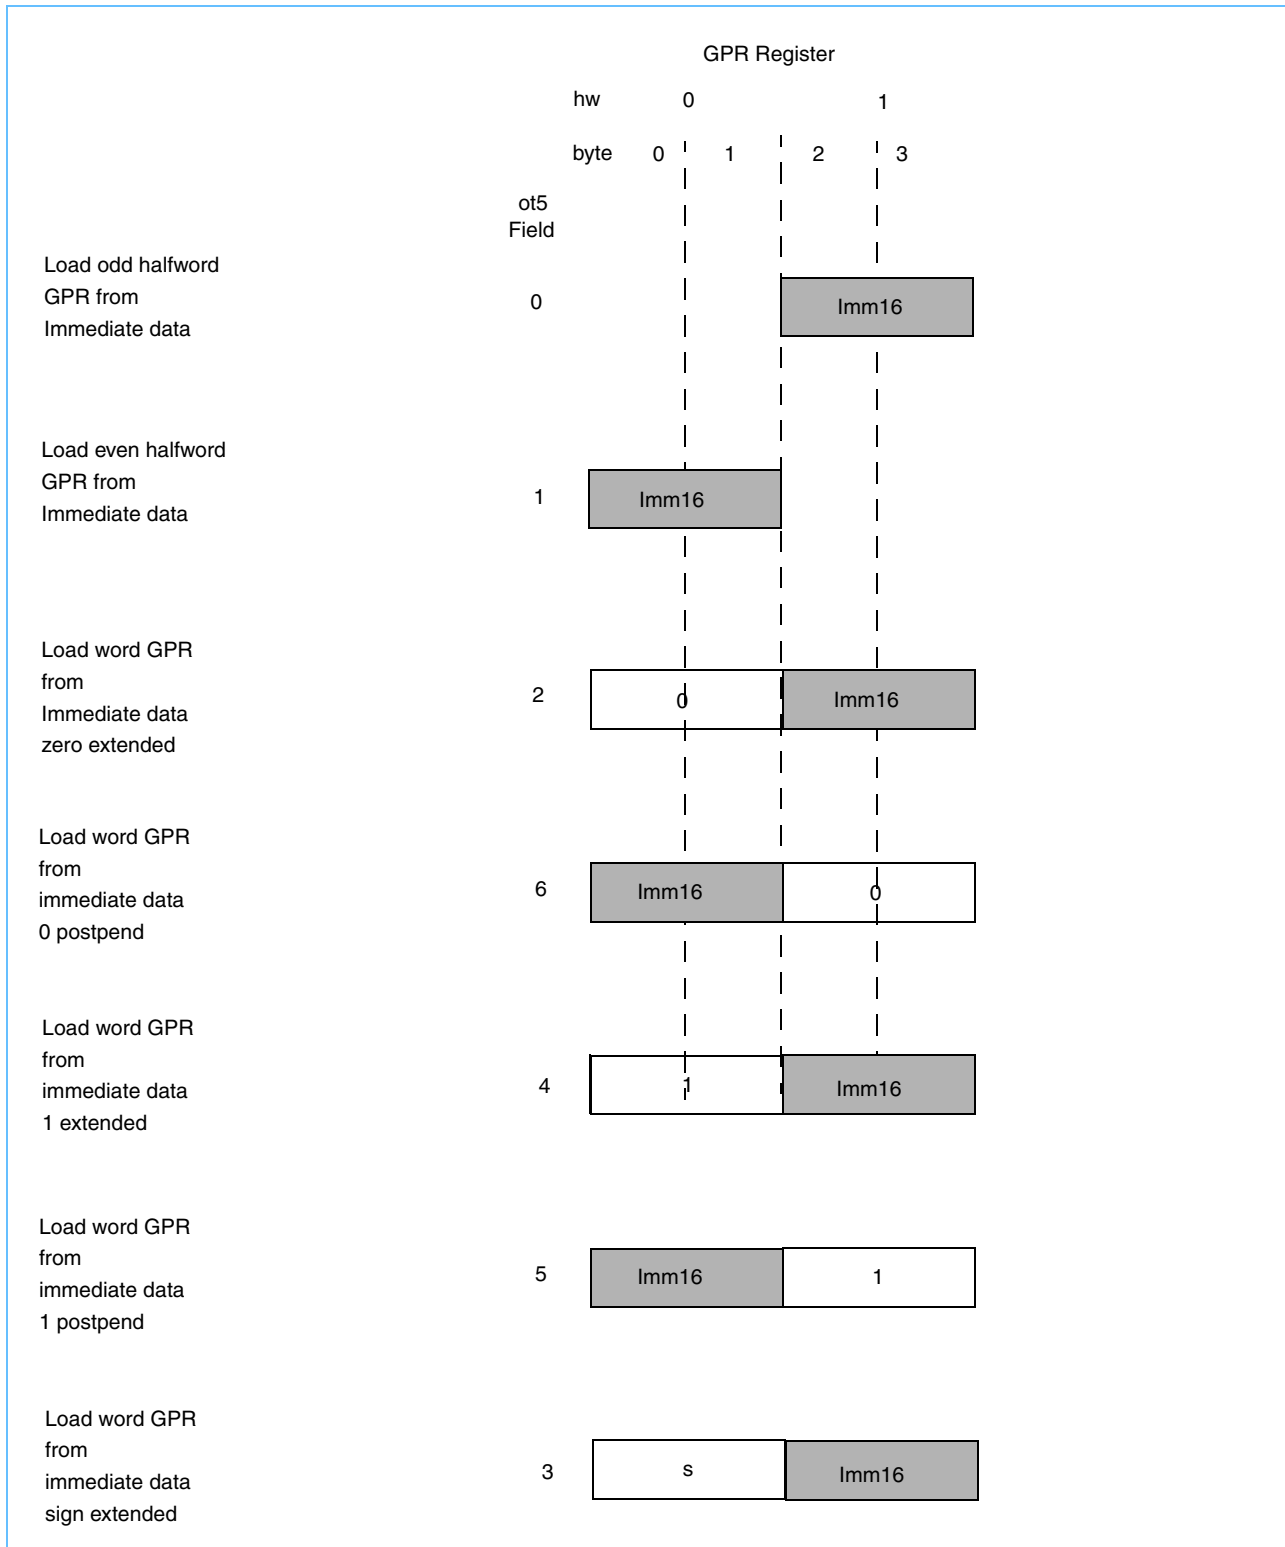 GPR Register
hw 0 1
byte 0 1 2 3
ot5
Field
Load odd halfword
GPR from
Immediate data
0
Imm16
Load even halfword
GPR from
Immediate data
1
Imm16
Load word GPR
from
Immediate data
zero extended
2
0
Imm16
Load word GPR
from
immediate data
0 postpend
6
Imm16
0
Load word GPR
from
immediate data
1 extended
4
1
Imm16
Load word GPR
from
immediate data
1 postpend
5
Imm16
1
Load word GPR
from
immediate data
sign extended
3
s
Imm16